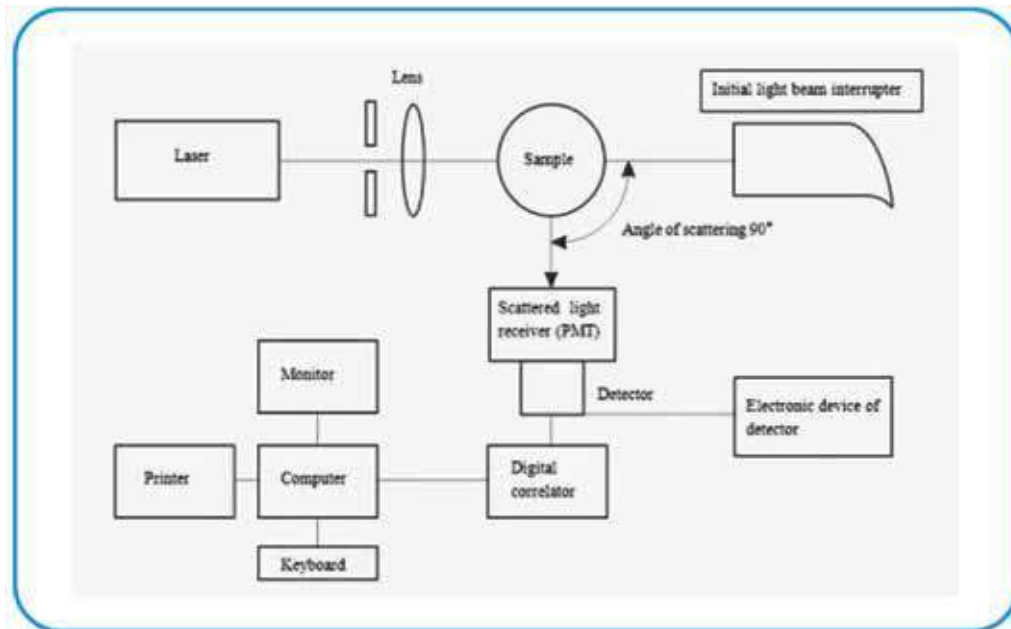 Lens
Initial light beam interrupter
Laser
Sample
Angle of scattering 90°
Scattered light
receiver (PMT)
Monitor
Detector
Electronic device of
detector
Printer
Computer
Digital
correlator
Keyboard